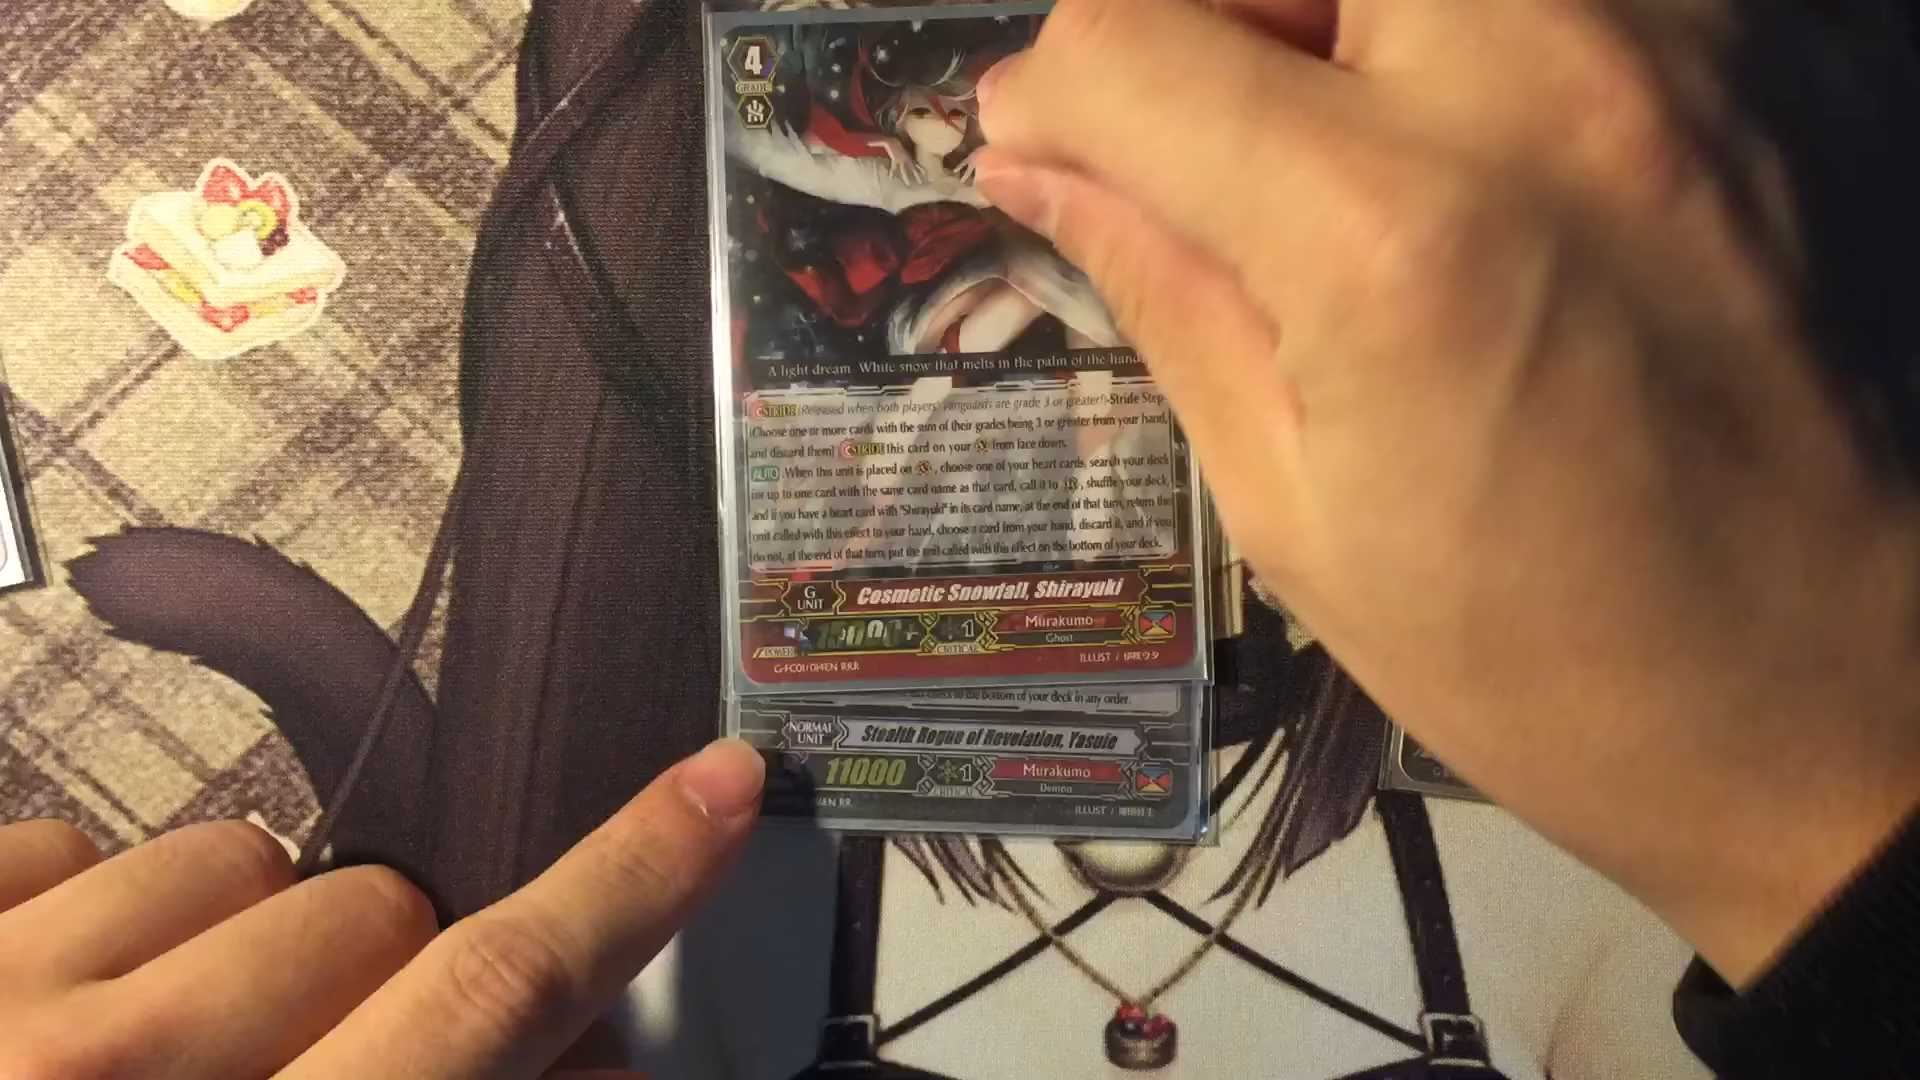 4
GRADE
A light dream. White snow that melts in the palm of the hand.
STRIDE (Released when both players' vanguards are grade 3 or greater!)-Stride Step-
[Choose one or more cards with the sum of their grades being 3 or greater from your hand,
and discard them] STRIDE this card on your from face down.
AUTO :When this unit is placed on , choose one of your heart cards, search your deck
for up to one card with the same card name as that card, call it to , shuffle your deck,
and if you have a heart card with "Shirayuki" in its card name, at the end of that turn, return the
unit called with this effect to your hand, choose a card from your hand, discard it, and if you
do not, at the end of that turn, put the unit called with this effect on the bottom of your deck.
G UNIT
Cosmetic Snowfall, Shirayuki
POWER 15000+
CRITICAL 1
Murakumo
Ghost
RRR
ILLUST /
to the bottom of your deck in any order.
NORMAL UNIT
Stealth Rogue of Revelation, Yasuie
11000
CRITICAL 1
Murakumo
Demon
RR
ILLUST /